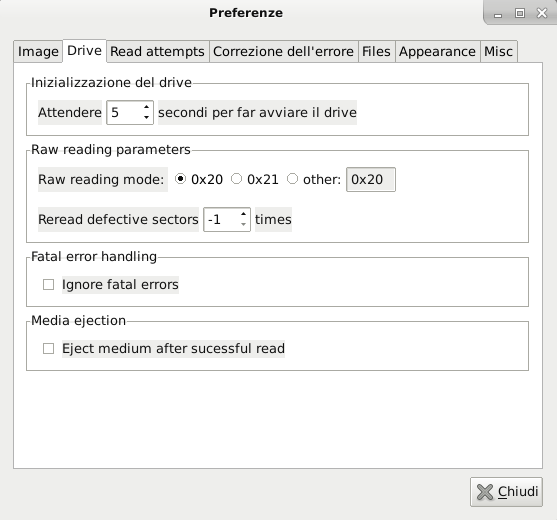 Preferenze
Image Drive Read attempts Correzione dell'errore Files Appearance Misc
Inizializzazione del drive
Attendere 5 secondi per far avviare il drive
Raw reading parameters
Raw reading mode: 0x20 0x21 other: 0x20
Reread defective sectors -1 times
Fatal error handling
Ignore fatal errors
Media ejection
Eject medium after sucessful read
Chiudi